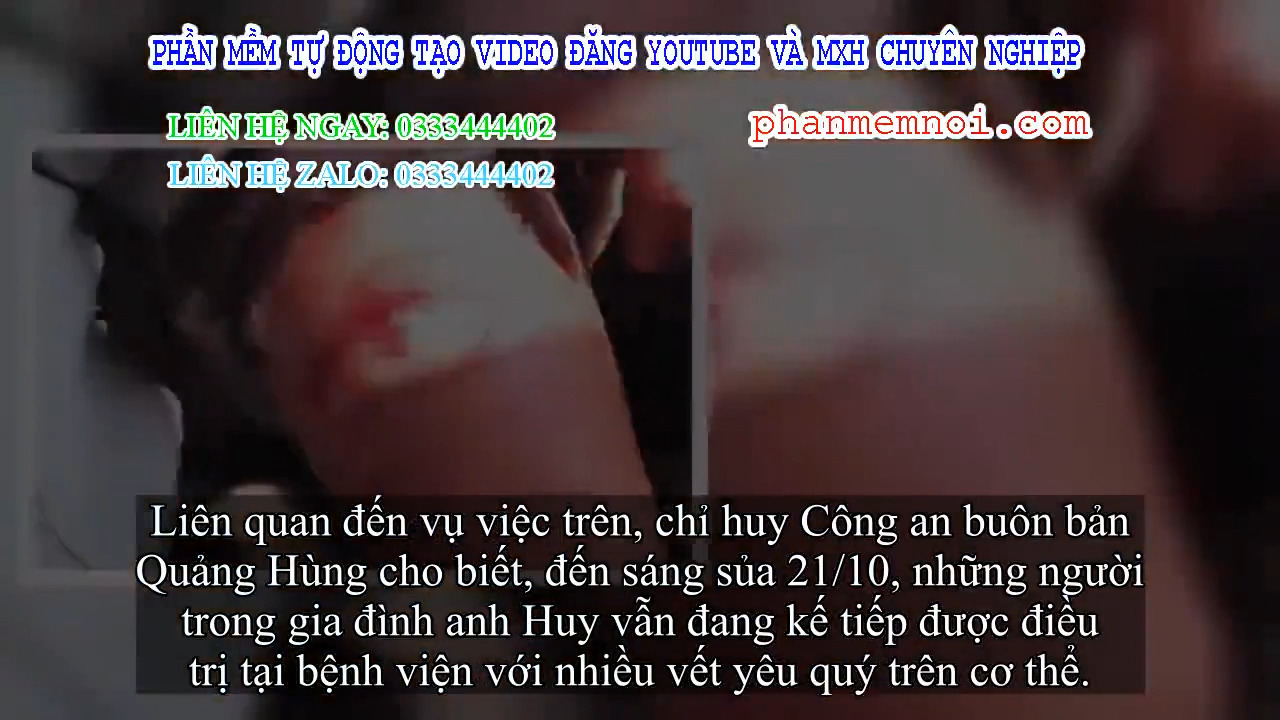 PHẦN MỀM TỰ ĐỘNG TẠO VIDEO ĐĂNG YOUTUBE VÀ MXH CHUYÊN NGHIỆP
LIÊN HỆ NGAY: 0333444402
phanmemnoi.com
LIÊN HỆ ZALO: 0333444402
Liên quan đến vụ việc trên, chỉ huy Công an buôn bản
Quảng Hùng cho biết, đến sáng sủa 21/10, những người
trong gia đình anh Huy vẫn đang kế tiếp được điều
trị tại bệnh viện với nhiều vết yêu quý trên cơ thể.